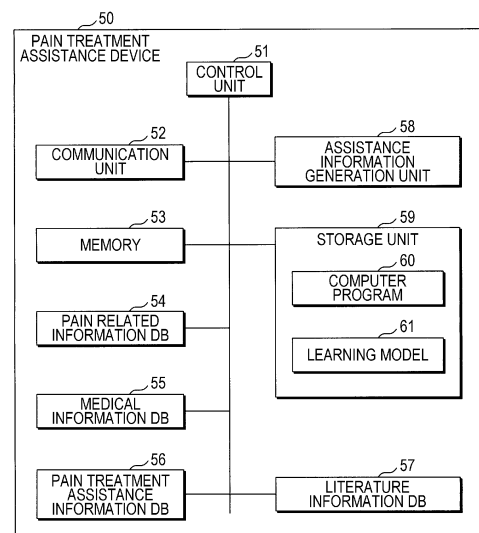 50
PAIN TREATMENT
ASSISTANCE DEVICE
51
CONTROL
UNIT
52
COMMUNICATION
UNIT
58
ASSISTANCE
INFORMATION
GENERATION UNIT
53
MEMORY
59
STORAGE UNIT
60
COMPUTER
PROGRAM
54
PAIN RELATED
INFORMATION DB
61
LEARNING MODEL
55
MEDICAL
INFORMATION DB
56
PAIN TREATMENT
ASSISTANCE
INFORMATION DB
57
LITERATURE
INFORMATION DB